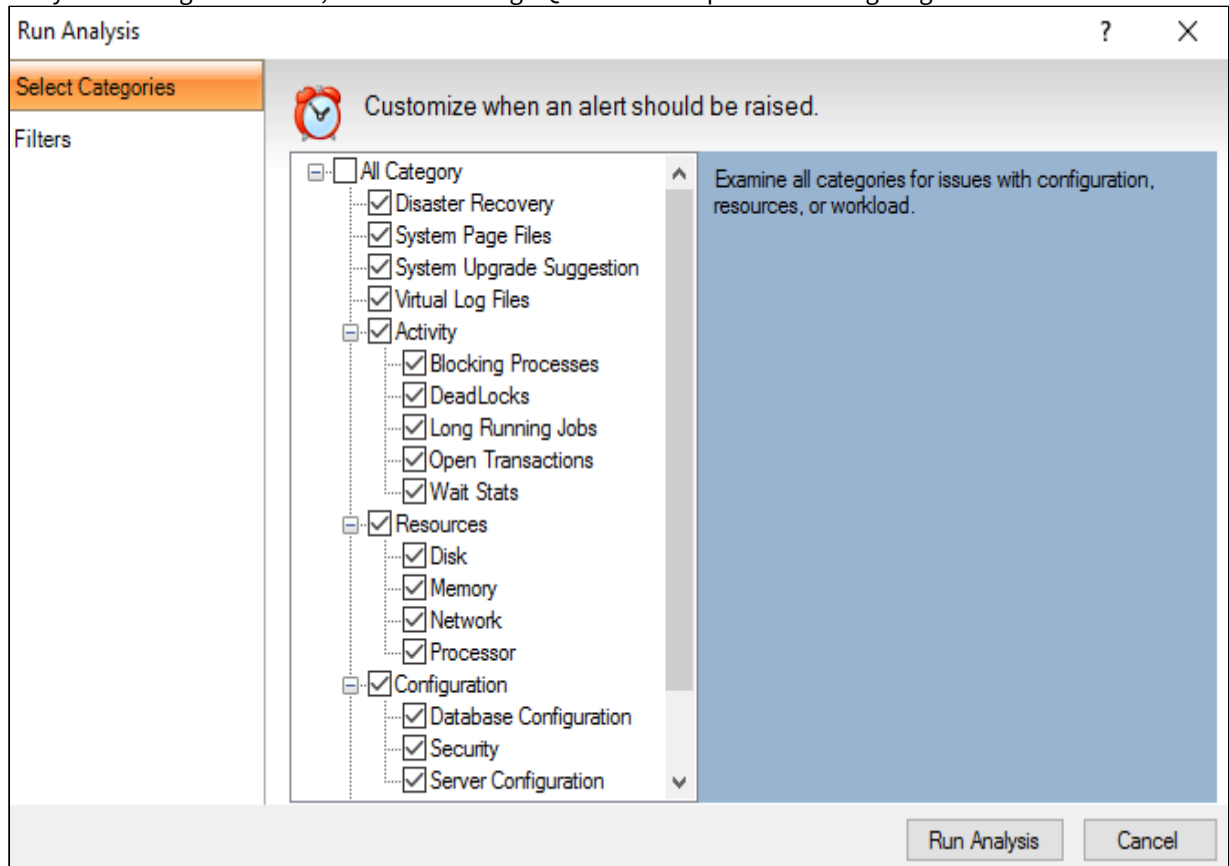 Run Analysis
?
Select Categories
Filters
Customize when an alert should be raised.
All Category
Disaster Recovery
System Page Files
System Upgrade Suggestion
Virtual Log Files
Activity
Blocking Processes
DeadLocks
Long Running Jobs
Open Transactions
Wait Stats
Resources
Disk
Memory
Network
Processor
Configuration
Database Configuration
Security
Server Configuration
Examine all categories for issues with configuration,
resources, or workload.
Run Analysis
Cancel